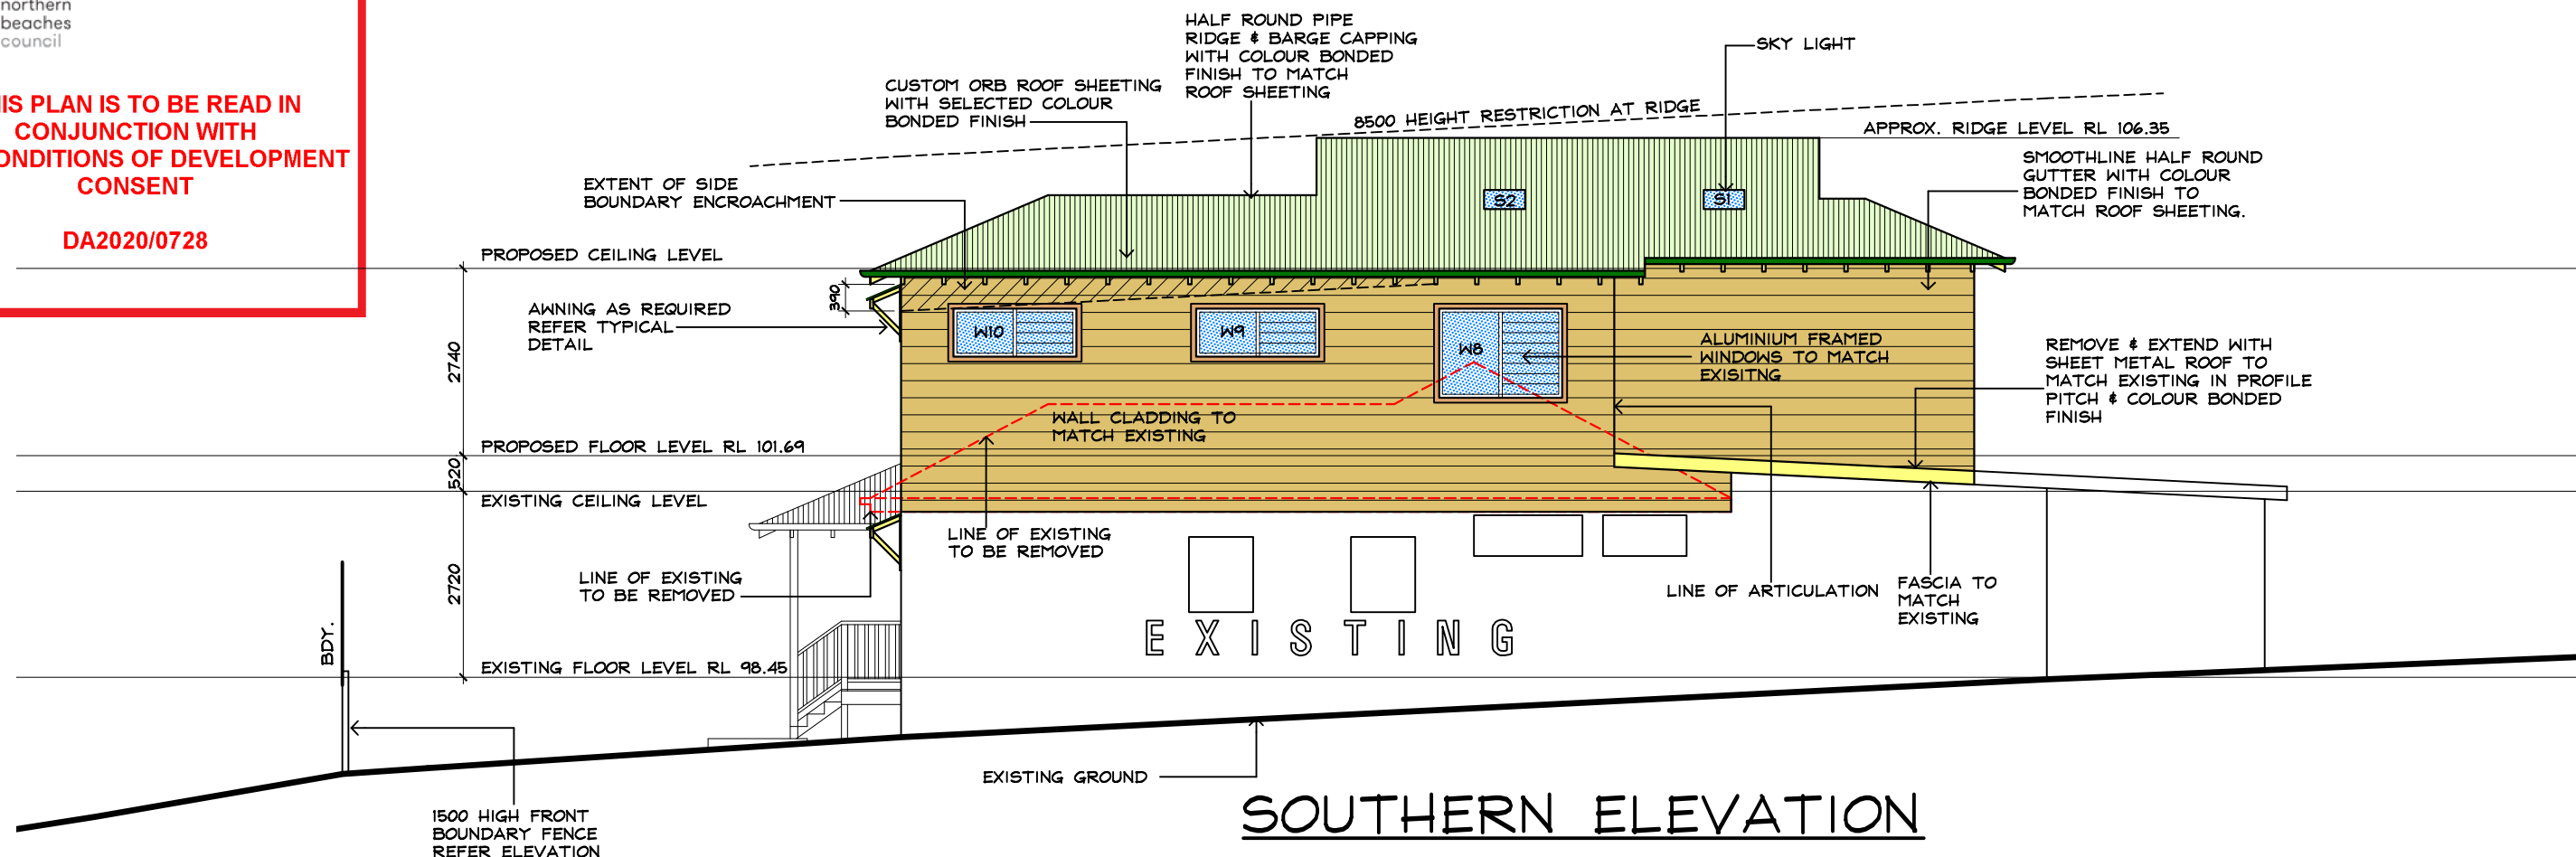 northern
beaches
council
IS PLAN IS TO BE READ IN
CONJUNCTION WITH
ONDITIONS OF DEVELOPMENT
CONSENT
DA2020/0728
HALF ROUND PIPE
RIDGE & BARGE CAPPING
WITH COLOUR BONDED
FINISH TO MATCH
ROOF SHEETING
SKY LIGHT
CUSTOM ORB ROOF SHEETING
WITH SELECTED COLOUR
BONDED FINISH
8500 HEIGHT RESTRICTION AT RIDGE
APPROX. RIDGE LEVEL RL 106.35
SMOOTHLINE HALF ROUND
GUTTER WITH COLOUR
BONDED FINISH TO
MATCH ROOF SHEETING.
EXTENT OF SIDE
BOUNDARY ENCROACHMENT
S2
S1
PROPOSED CEILING LEVEL
390
AWNING AS REQUIRED
REFER TYPICAL
DETAIL
W10
W9
W8
ALUMINIUM FRAMED
WINDOWS TO MATCH
EXISITNG
REMOVE & EXTEND WITH
SHEET METAL ROOF TO
MATCH EXISTING IN PROFILE
PITCH & COLOUR BONDED
FINISH
2740
WALL CLADDING TO
MATCH EXISTING
PROPOSED FLOOR LEVEL RL 101.69
520
EXISTING CEILING LEVEL
LINE OF EXISTING
TO BE REMOVED
LINE OF EXISTING
TO BE REMOVED
2720
LINE OF ARTICULATION
FASCIA TO
MATCH
EXISTING
EXISTING
BDY.
EXISTING FLOOR LEVEL RL 98.45
EXISTING GROUND
SOUTHERN ELEVATION
1500 HIGH FRONT
BOUNDARY FENCE
REFER ELEVATION